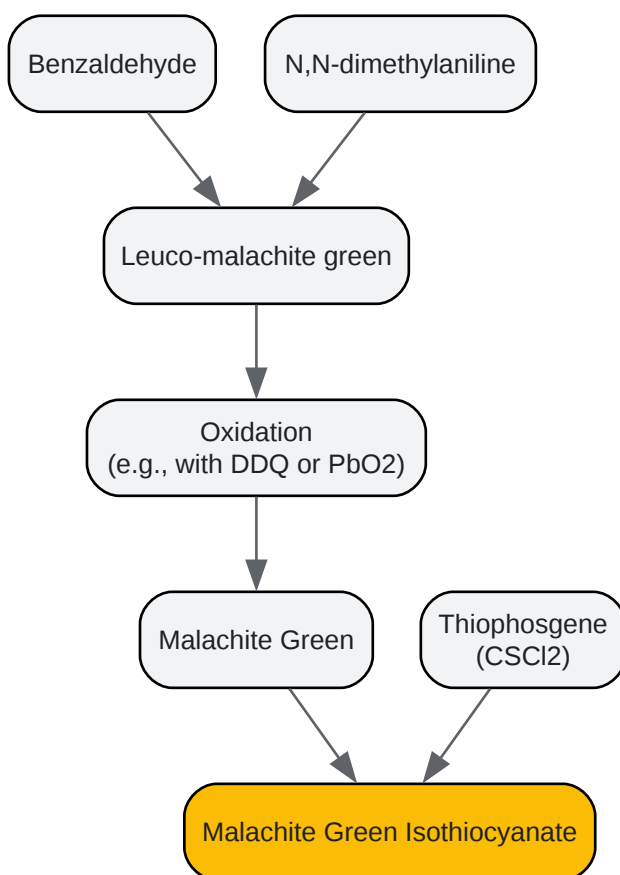 Benzaldehyde
N,N-dimethylaniline
Leuco-malachite green
Oxidation
(e.g., with DDQ or PbO2)
Malachite Green
Thiophosgene
(CSCl2)
Malachite Green Isothiocyanate